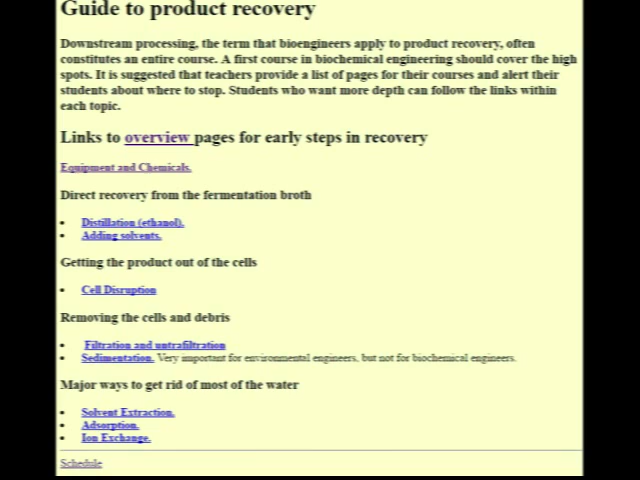 Guide to product recovery
Downstream processing, the term that bioengineers apply to product recovery, often
constitutes an entire course. A first course in biochemical engineering should cover the high
spots. It is suggested that teachers provide a list of pages for their courses and alert their
students about where to stop. Students who want more depth can follow the links within
each topic.
Links to overview pages for early steps in recovery
Equipment and Chemicals.
Direct recovery from the fermentation broth
• Distillation (ethanol).
• Adding solvents.
Getting the product out of the cells
• Cell Disruption
Removing the cells and debris
• Filtration and untrafiltration
• Sedimentation. Very important for environmental engineers, but not for biochemical engineers.
Major ways to get rid of most of the water
• Solvent Extraction.
• Adsorption.
• Ion Exchange.
Schedule